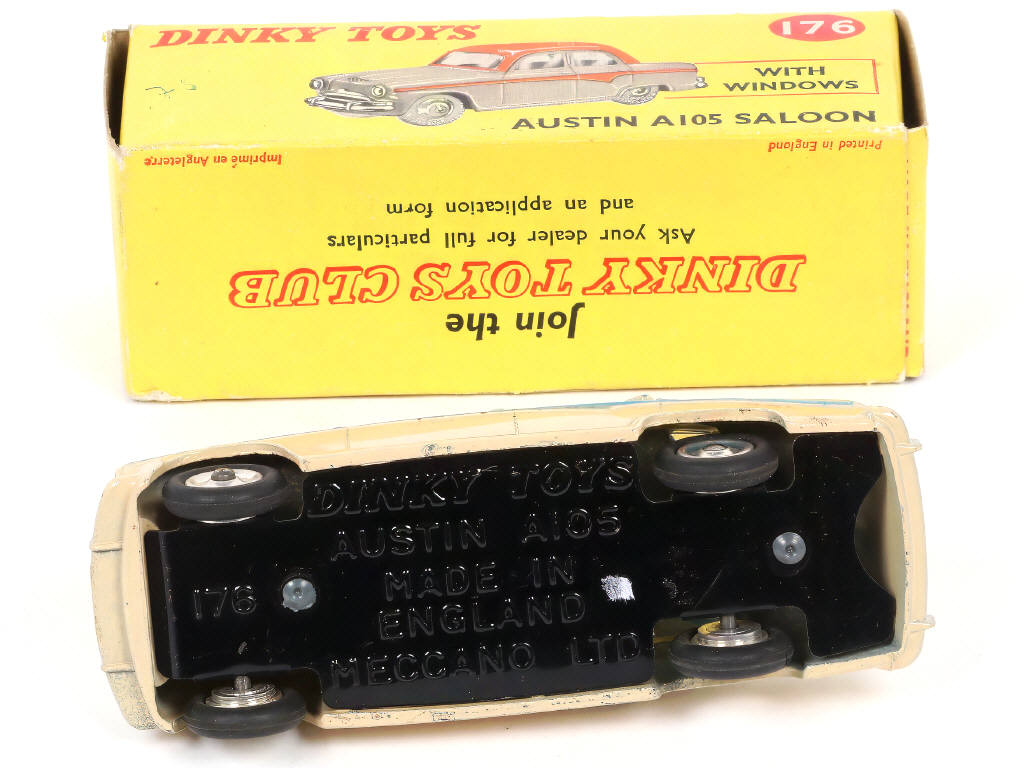 DINKY TOYS
176
WITH
WINDOWS
AUSTIN A105 SALOON
Printed in England
Imprimé en Angleterre
Join the
DINKY TOYS CLUB
Ask your dealer for full particulars
and an application form
DINKY TOYS
AUSTIN A105
MADE IN
ENGLAND
MECCANO LTD
176